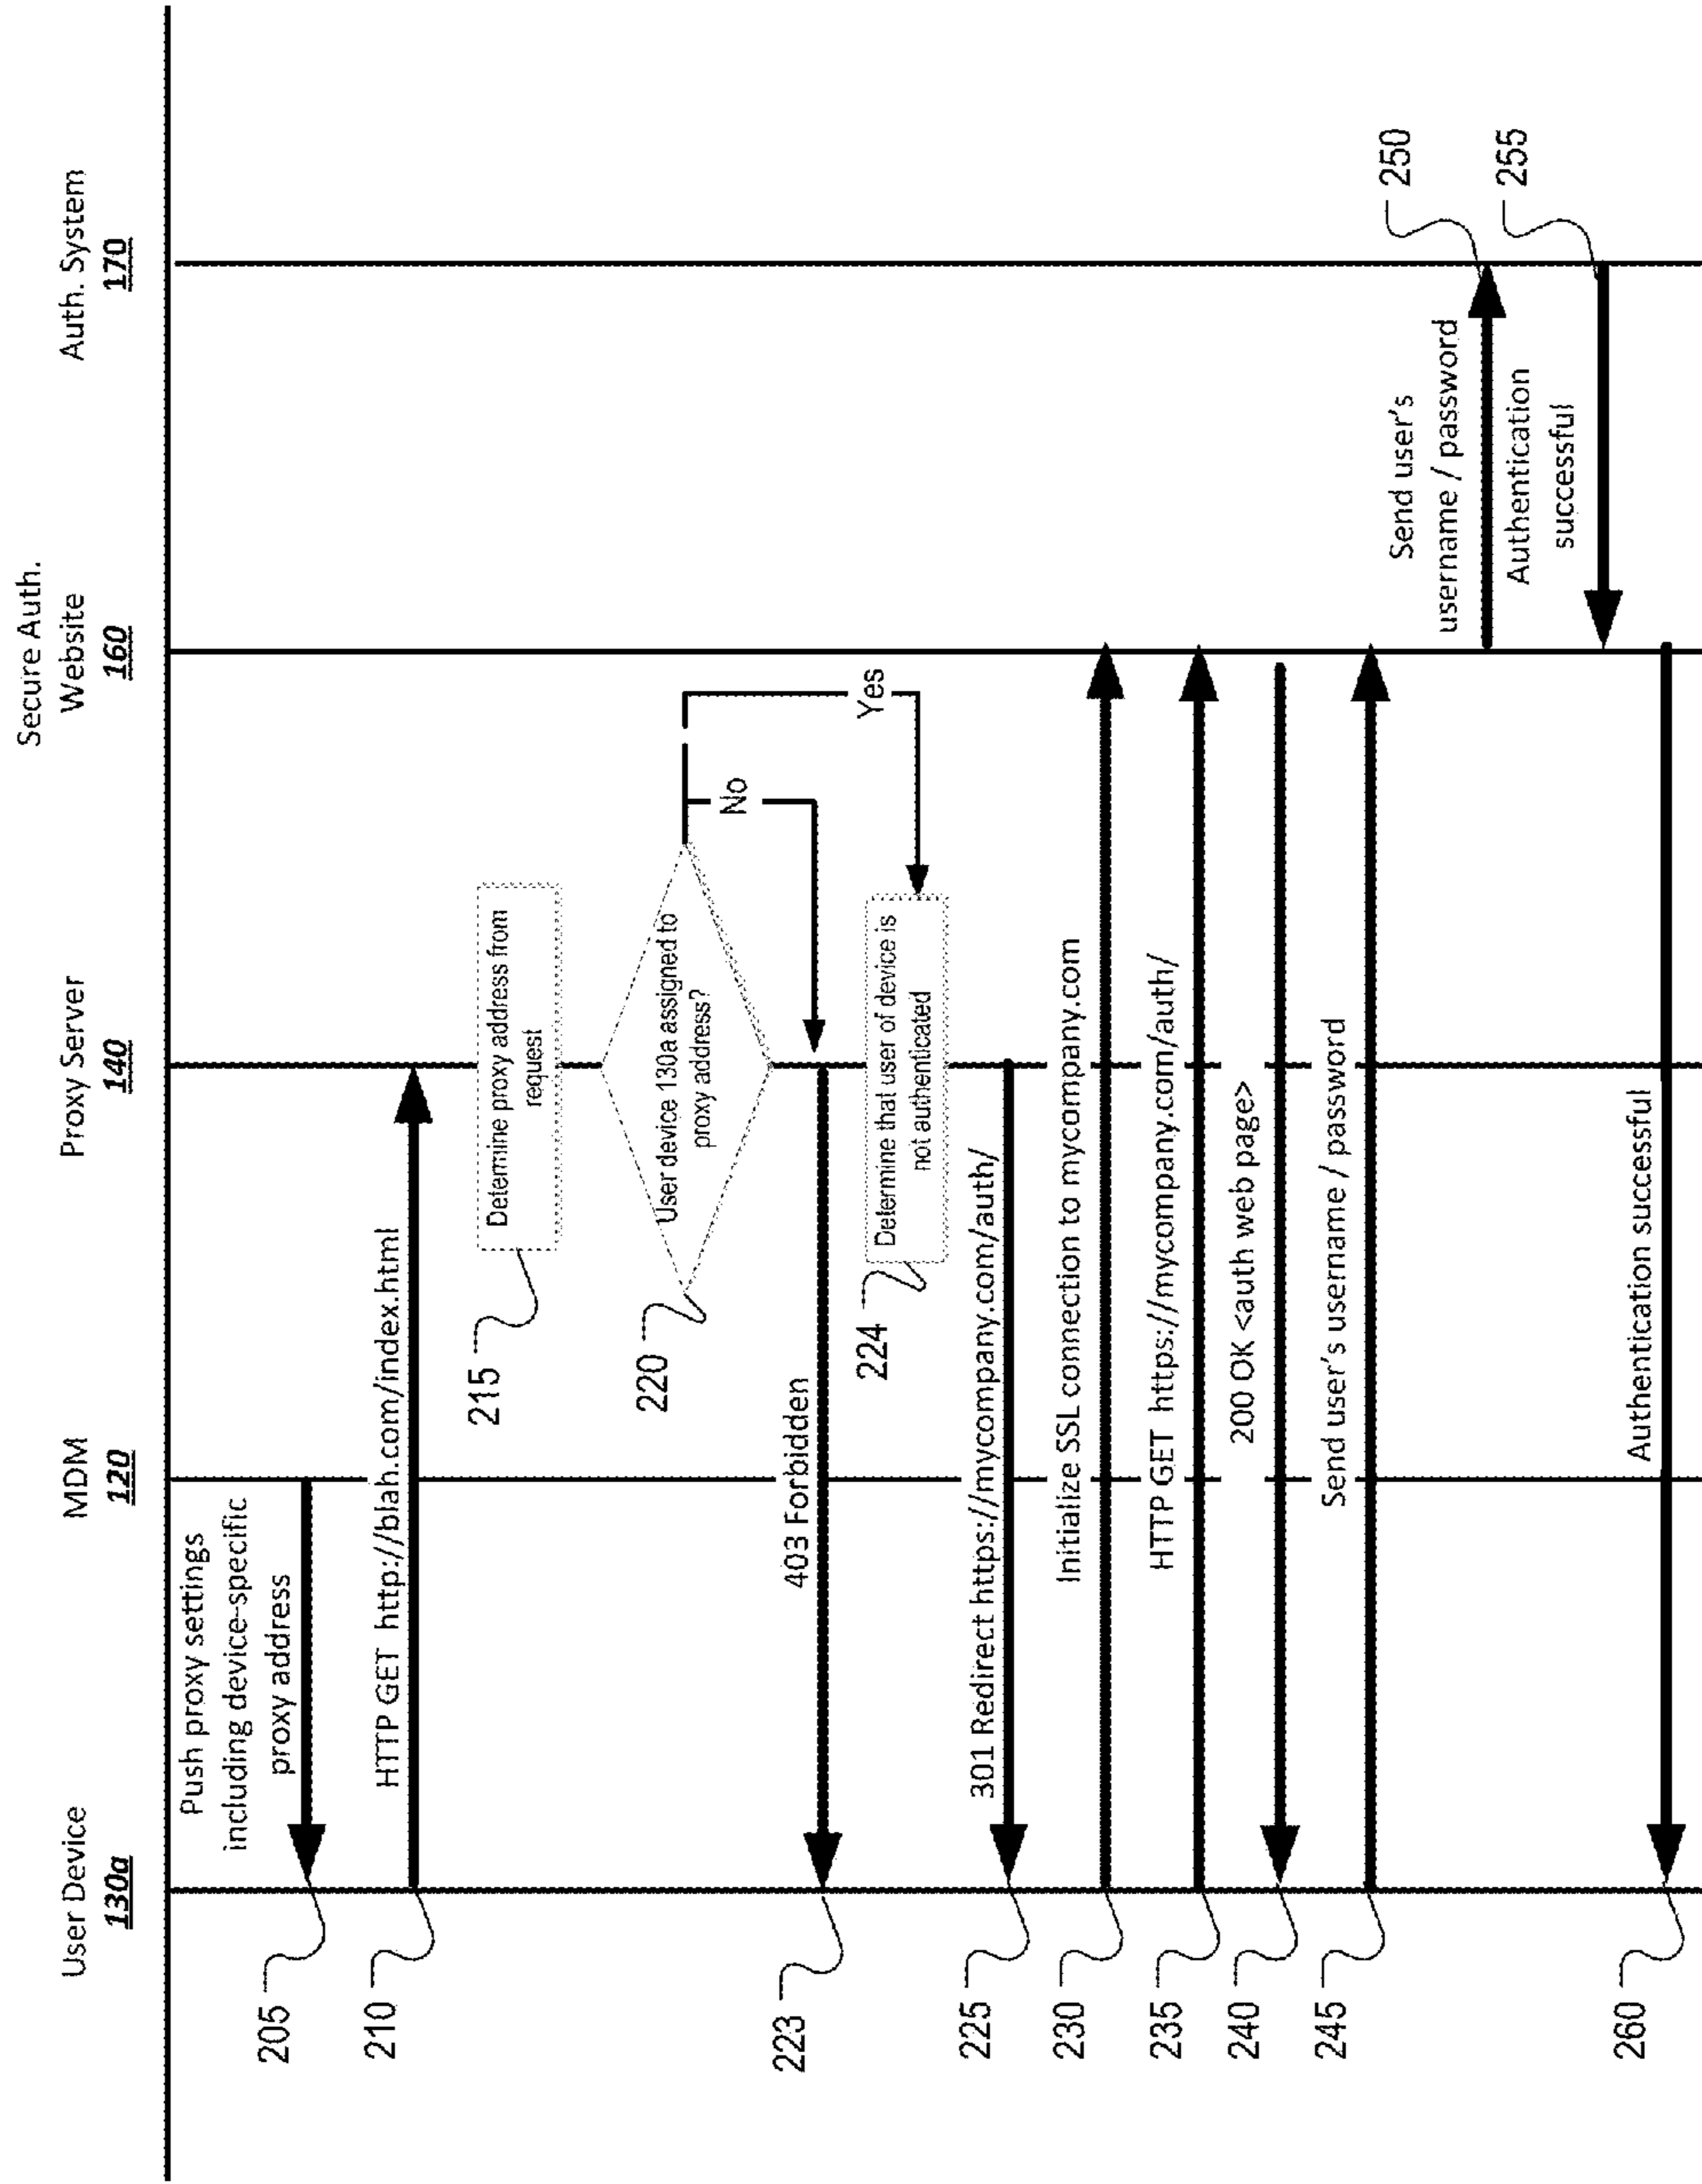 User Device
130a
MDM
120
Proxy Server
140
Secure Auth.
Website
160
Auth. System
170
Push proxy settings
including device-specific
proxy address
205
HTTP GET http://blah.com/index.html
210
Determine proxy address from
request
215
User device 130a assigned to
proxy address?
220
No
Yes
403 Forbidden
223
Determine that user of device is
not authenticated
224
301 Redirect https://mycompany.com/auth/
225
Initialize SSL connection to mycompany.com
230
HTTP GET https://mycompany.com/auth/
235
200 OK <auth web page>
240
Send user's username / password
245
Send user's
username / password
250
Authentication
successful
255
Authentication successful
260